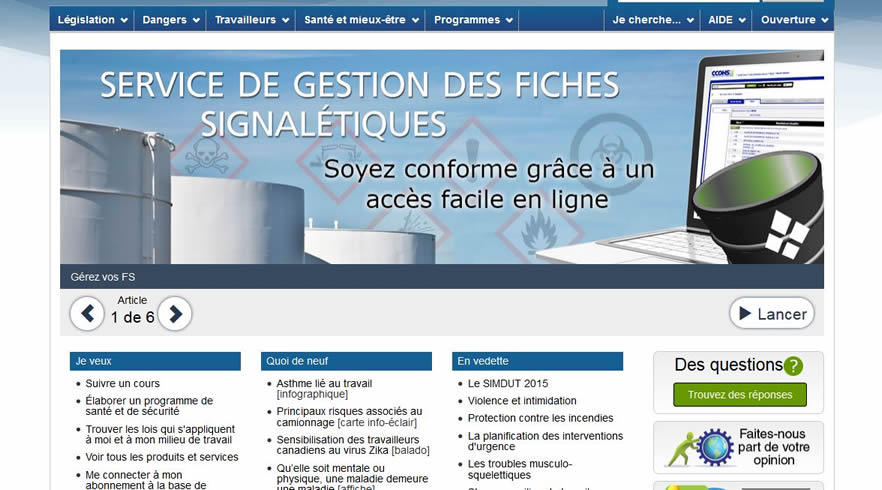 Législation Dangers Travailleurs Santé et mieux-être Programmes Je cherche... AIDE Ouverture
SERVICE DE GESTION DES FICHES
SIGNALÉTIQUES
Soyez conforme grâce à un
accès facile en ligne
CCOHS
Gérez vos FS
Article
1 de 6
Lancer
Je veux
Suivre un cours
Élaborer un programme de
santé et de sécurité
Trouver les lois qui s'appliquent
à moi et à mon milieu de travail
Voir tous les produits et services
Me connecter à mon
abonnement à la base de
Quoi de neuf
Asthme lié au travail
[infographique]
Principaux risques associés au
camionnage [carte info-éclair]
Sensibilisation des travailleurs
canadiens au virus Zika [balado]
Qu'elle soit mentale ou
physique, une maladie demeure
une maladie [affiche]
En vedette
Le SIMDUT 2015
Violence et intimidation
Protection contre les incendies
La planification des interventions
d'urgence
Les troubles musculo-
squelettiques
Des questions?
Trouvez des réponses
Faites-nous
part de votre
opinion